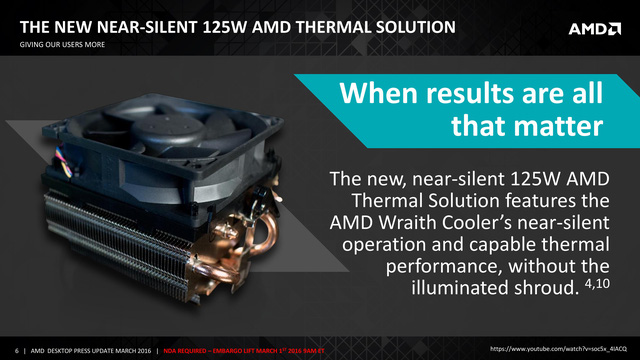 THE NEW NEAR-SILENT 125W AMD THERMAL SOLUTION
GIVING OUR USERS MORE
AMD
When results are all
that matter
The new, near-silent 125W AMD
Thermal Solution features the
AMD Wraith Cooler’s near-silent
operation and capable thermal
performance, without the
illuminated shroud. 4,10
6 | AMD DESKTOP PRESS UPDATE MARCH 2016 | NDA REQUIRED – EMBARGO LIFT MARCH 1ST 2016 9AM ET
https://www.youtube.com/watch?v=soc5x_4IACQ